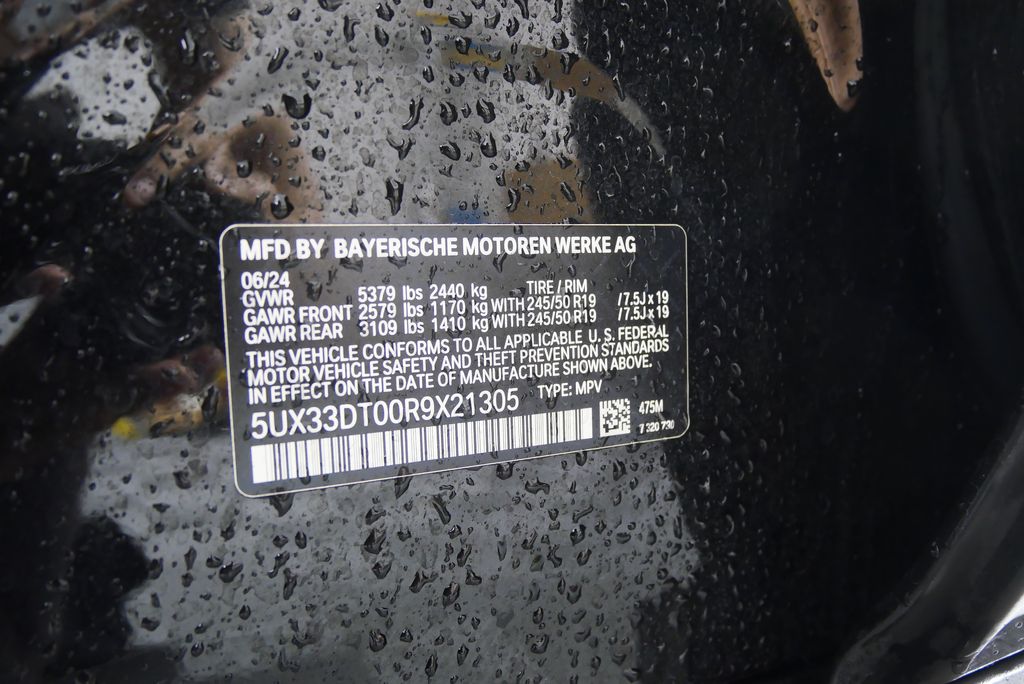 MFD BY BAYERISCHE MOTOREN WERKE AG
06/24
GVWR 5379 lbs 2440 kg TIRE / RIM
GAWR FRONT 2579 lbs 1170 kg WITH 245/50 R19 /7.5J x 19
GAWR REAR 3109 lbs 1410 kg WITH 245/50 R19 /7.5J x 19
THIS VEHICLE CONFORMS TO ALL APPLICABLE U.S. FEDERAL
MOTOR VEHICLE SAFETY AND THEFT PREVENTION STANDARDS
IN EFFECT ON THE DATE OF MANUFACTURE SHOWN ABOVE.
5UX33DT00R9X21305 TYPE: MPV
475M
7 320 730